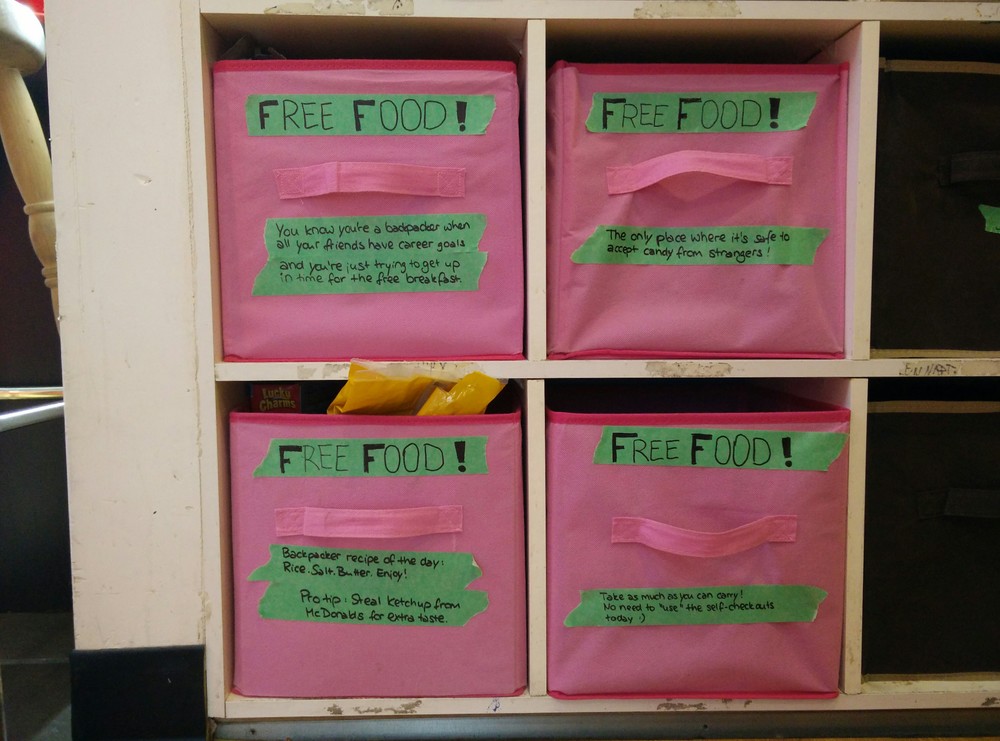 FREE FOOD!
You know you're a backpacker when
all your friends have career goals
and you're just trying to get up
in time for the free breakfast.
FREE FOOD!
The only place where it's safe to
accept candy from strangers!
Lucky
Charms
FREE FOOD!
Backpacker recipe of the day:
Rice. Salt. Butter. Enjoy!
Pro tip: Steal ketchup from
McDonalds for extra taste.
FREE FOOD!
Take as much as you can carry!
No need to "use" the self-checkouts
today :)